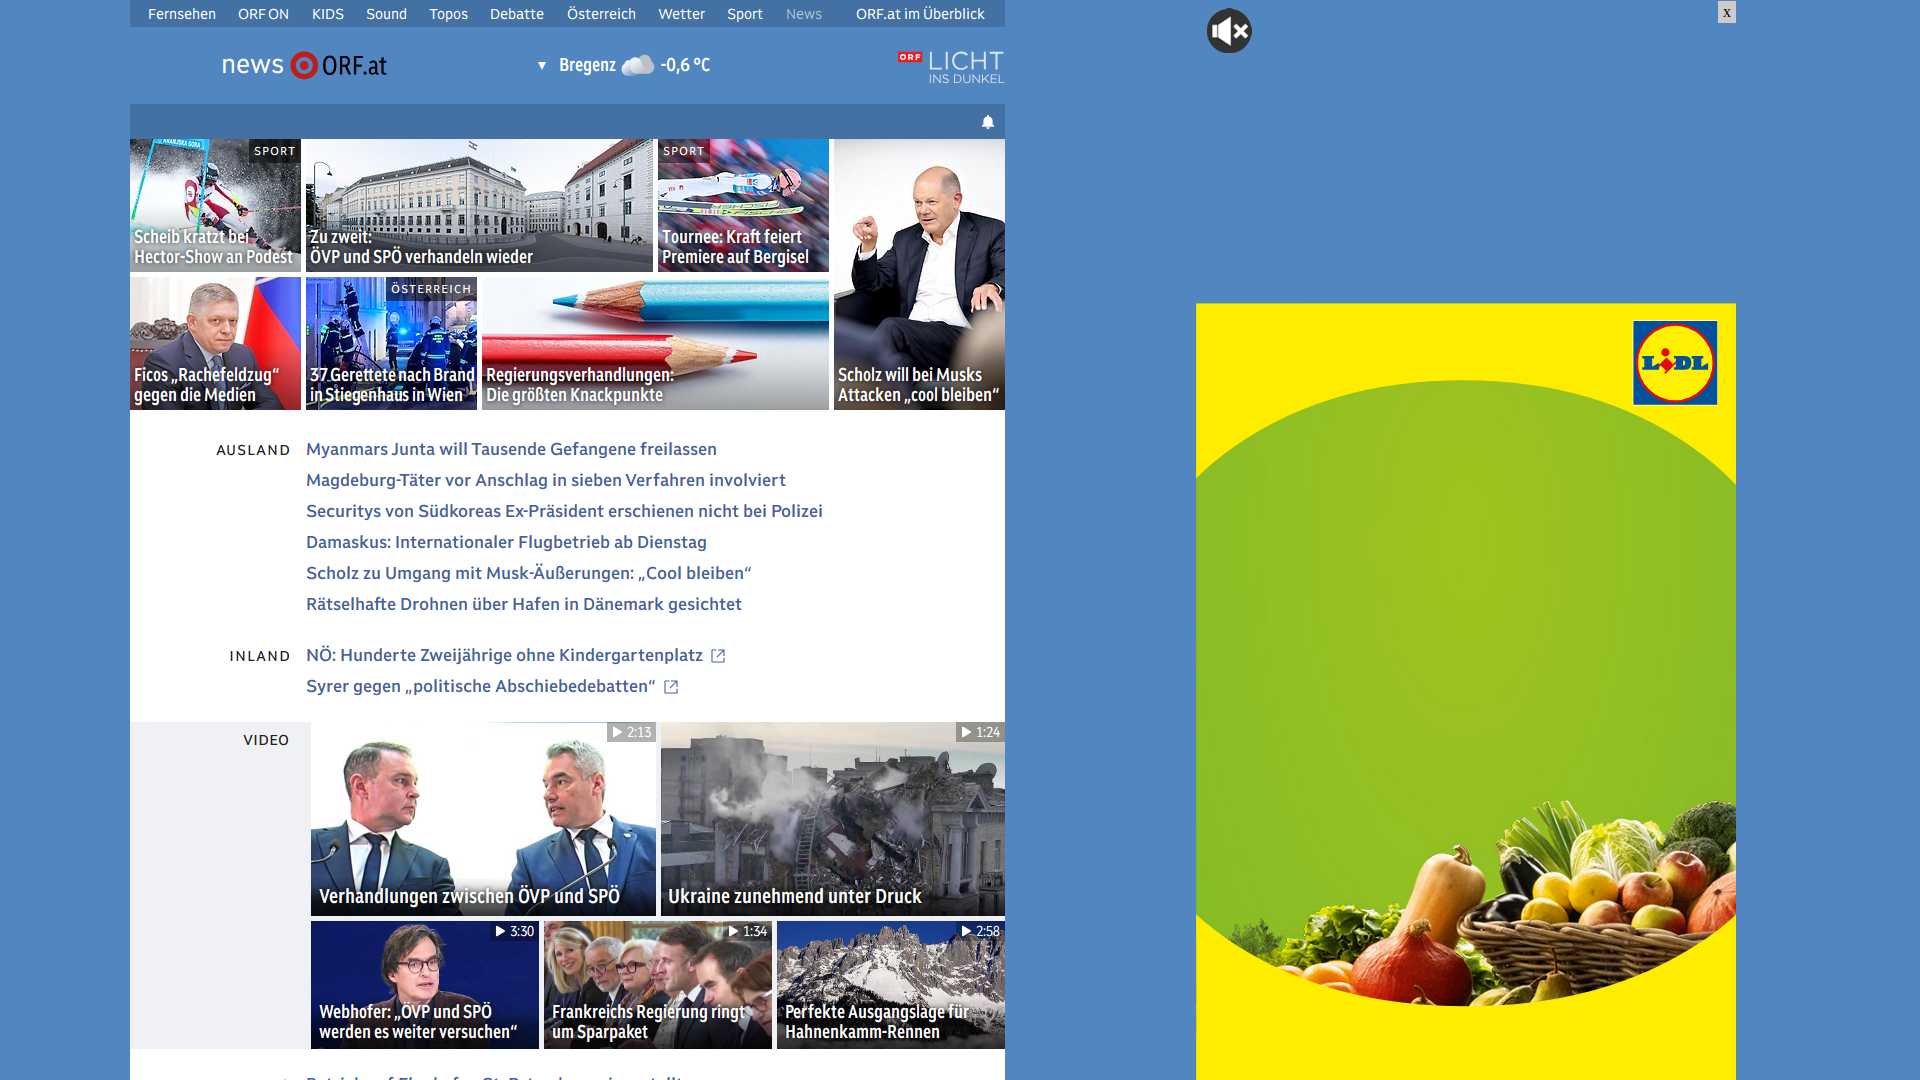 Fernsehen ORF ON KIDS Sound Topos Debatte Österreich Wetter Sport News ORF.at im Überblick
x
news ORF.at
▼ Bregenz -0,6 °C
ORF LICHT
INS DUNKEL
SPORT
Scheib kratzt bei
Hector-Show an Podest
Zu zweit:
ÖVP und SPÖ verhandeln wieder
SPORT
Tournee: Kraft feiert
Premiere auf Bergisel
Scholz will bei Musks
Attacken „cool bleiben“
Ficos „Rachefeldzug“
gegen die Medien
ÖSTERREICH
37 Gerettete nach Brand
in Stiegenhaus in Wien
Regierungsverhandlungen:
Die größten Knackpunkte
LIDL
AUSLAND
Myanmars Junta will Tausende Gefangene freilassen
Magdeburg-Täter vor Anschlag in sieben Verfahren involviert
Securitys von Südkoreas Ex-Präsident erschienen nicht bei Polizei
Damaskus: Internationaler Flugbetrieb ab Dienstag
Scholz zu Umgang mit Musk-Äußerungen: „Cool bleiben“
Rätselhafte Drohnen über Hafen in Dänemark gesichtet
INLAND
NÖ: Hunderte Zweijährige ohne Kindergartenplatz
Syrer gegen „politische Abschiebedebatten“
VIDEO
2:13
Verhandlungen zwischen ÖVP und SPÖ
1:24
Ukraine zunehmend unter Druck
3:30
Webhofer: „ÖVP und SPÖ
werden es weiter versuchen“
1:34
Frankreichs Regierung ringt
um Sparpaket
2:58
Perfekte Ausgangslage für
Hahnenkamm-Rennen